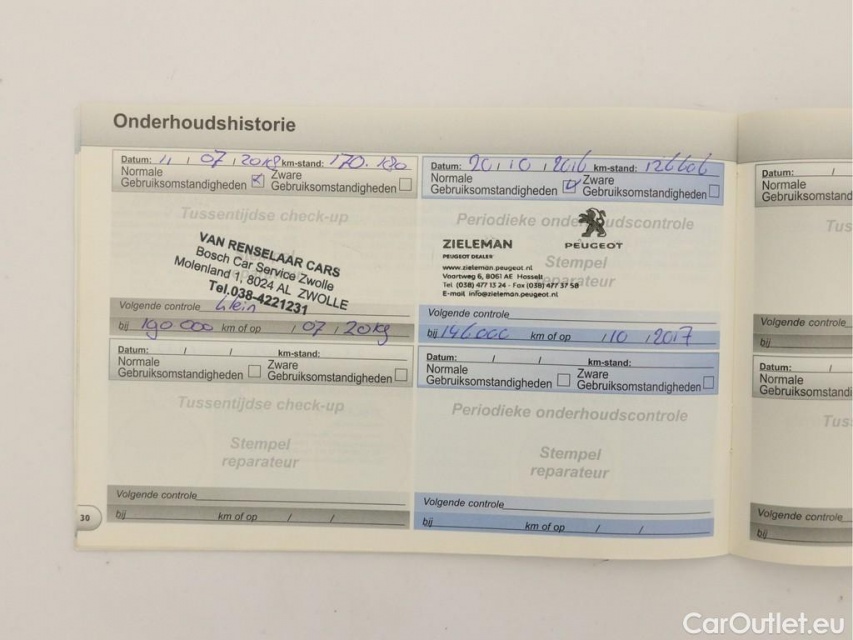 Onderhoudshistorie
Datum: 11 / 07 / 2018 km-stand: 170.180
Normale
Gebruiksomstandigheden
Zware
Gebruiksomstandigheden
Tussentijdse check-up
VAN RENSELAAR CARS
Bosch Car Service Zwolle
Molenland 1, 8024 AL ZWOLLE
Tel.038-4221231
Volgende controle klein
bij 190 000 km of op / 07 / 2019
Datum: 20 / 10 / 2016 km-stand: 126606
Normale
Gebruiksomstandigheden
Zware
Gebruiksomstandigheden
Periodieke onderhoudscontrole
Stempel
reparateur
ZIELEMAN
PEUGEOT DEALER
PEUGEOT
www.zieleman.peugeot.nl
Voortweg 6, 8061 AE Hasselt
Tel. (038) 477 13 24 - Fax (038) 477 37 58
E-mail info@zieleman.peugeot.nl
Volgende controle
bij 146000 km of op / 10 / 2017
Datum: / / km-stand:
Normale
Gebruiksomstandigheden
Zware
Gebruiksomstandigheden
Tussentijdse check-up
Stempel
reparateur
Volgende controle
bij km of op / /
Datum: / / km-stand:
Normale
Gebruiksomstandigheden
Zware
Gebruiksomstandigheden
Periodieke onderhoudscontrole
Stempel
reparateur
Volgende controle
bij km of op / /
30
Datum: /
Normale
Gebruiksomstand
Tus
Volgende controle
bij
Datum: /
Normale
Gebruiksomstandi
Tus
Volgende controle
bij
CarOutlet.eu